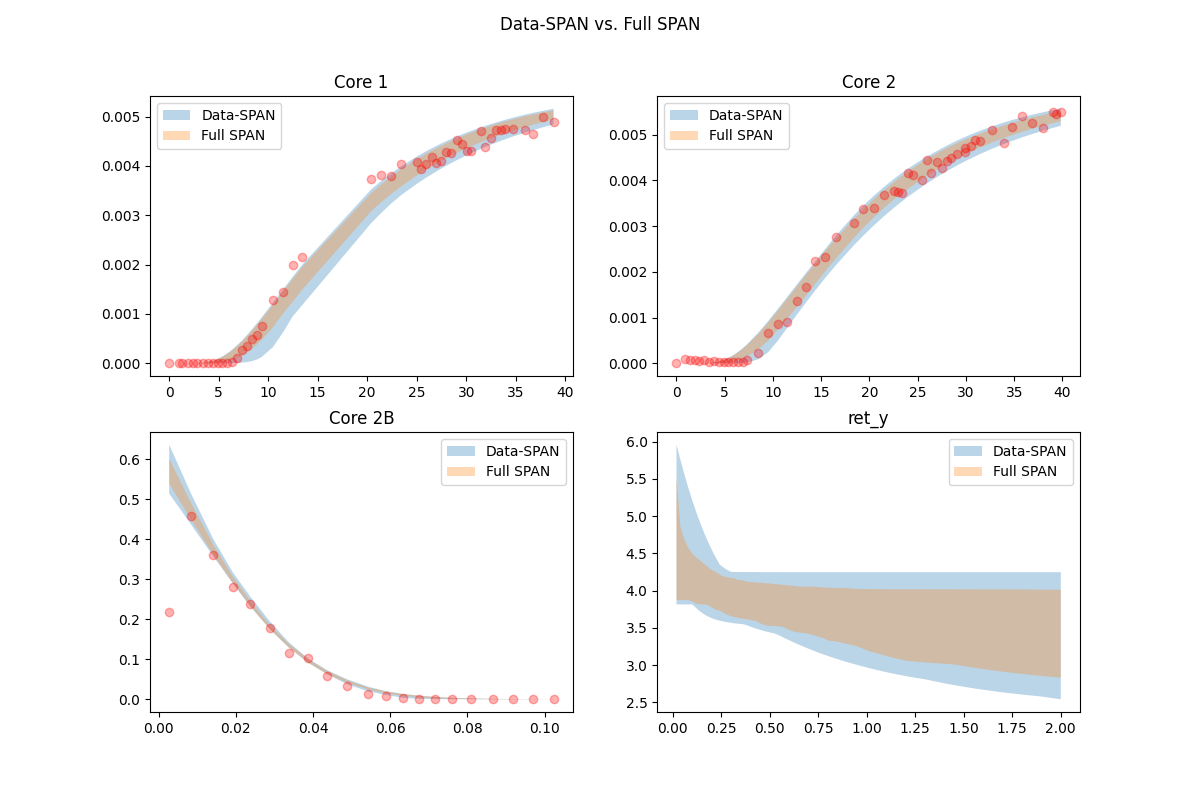 Data-SPAN vs. Full SPAN
Core 1
Data-SPAN
Full SPAN
0.005
0.004
0.003
0.002
0.001
0.000
0 5 10 15 20 25 30 35 40
Core 2
Data-SPAN
Full SPAN
0.005
0.004
0.003
0.002
0.001
0.000
0 5 10 15 20 25 30 35 40
Core 2B
Data-SPAN
Full SPAN
0.6
0.5
0.4
0.3
0.2
0.1
0.0
0.00 0.02 0.04 0.06 0.08 0.10
ret_y
Data-SPAN
Full SPAN
6.0
5.5
5.0
4.5
4.0
3.5
3.0
2.5
0.00 0.25 0.50 0.75 1.00 1.25 1.50 1.75 2.00